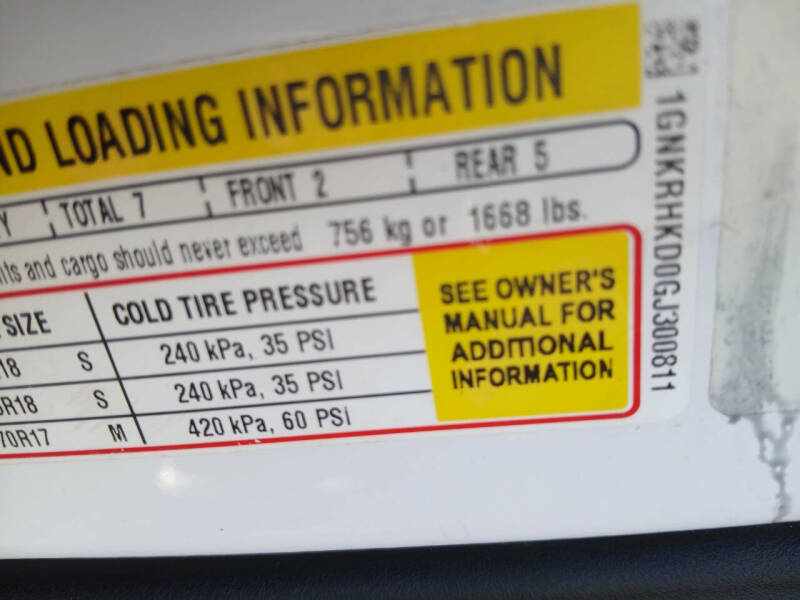 ND LOADING INFORMATION
Y TOTAL 7 FRONT 2 REAR 5
nts and cargo should never exceed 756 kg or 1668 lbs.
SIZE COLD TIRE PRESSURE
R18 S 240 kPa, 35 PSI
5R18 S 240 kPa, 35 PSI
70R17 M 420 kPa, 60 PSI
SEE OWNER'S
MANUAL FOR
ADDITIONAL
INFORMATION
1GNKRHKD0GJ300811